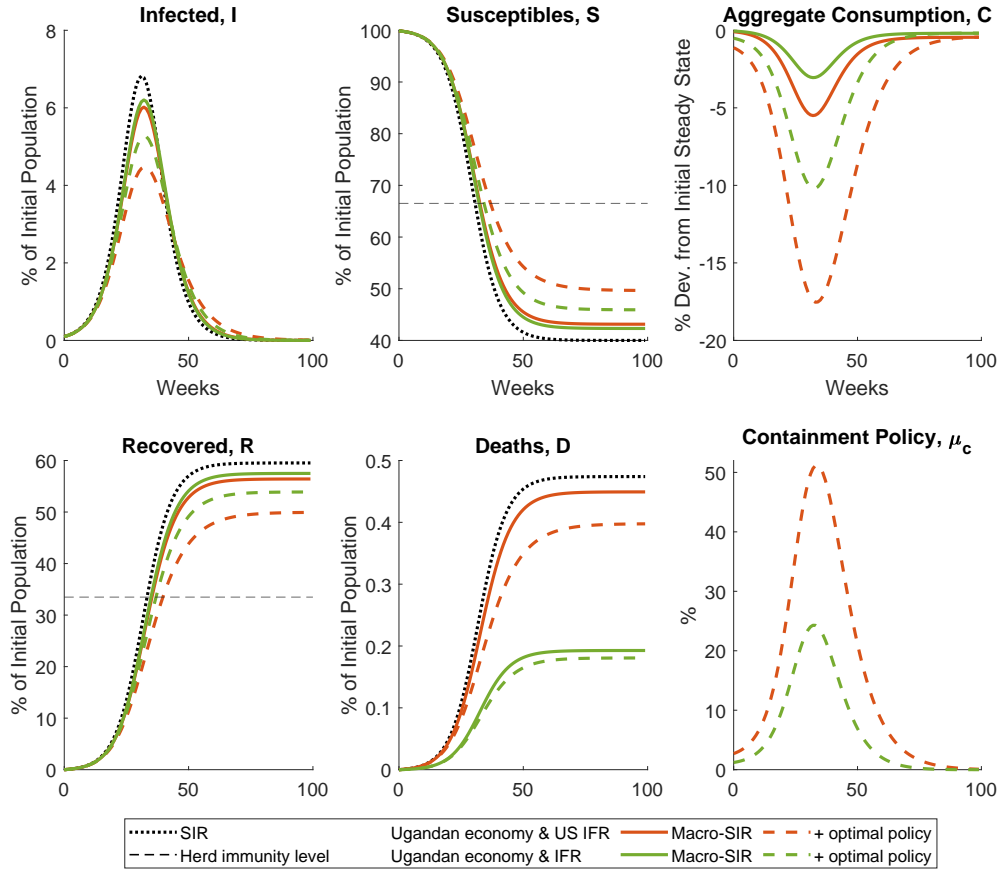 Infected, I
% of Initial Population
8
6
4
2
0
0
50
100
Weeks
Susceptibles, S
% of Initial Population
100
90
80
70
60
50
40
0
50
100
Weeks
Aggregate Consumption, C
% Dev. from Initial Steady State
0
-5
-10
-15
-20
0
50
100
Weeks
Recovered, R
% of Initial Population
60
50
40
30
20
10
0
0
50
100
Deaths, D
% of Initial Population
0.5
0.4
0.3
0.2
0.1
0
0
50
100
Containment Policy, μc
%
50
40
30
20
10
0
0
50
100
SIR
Herd immunity level
Ugandan economy & US IFR
Ugandan economy & IFR
Macro-SIR
Macro-SIR
+ optimal policy
+ optimal policy